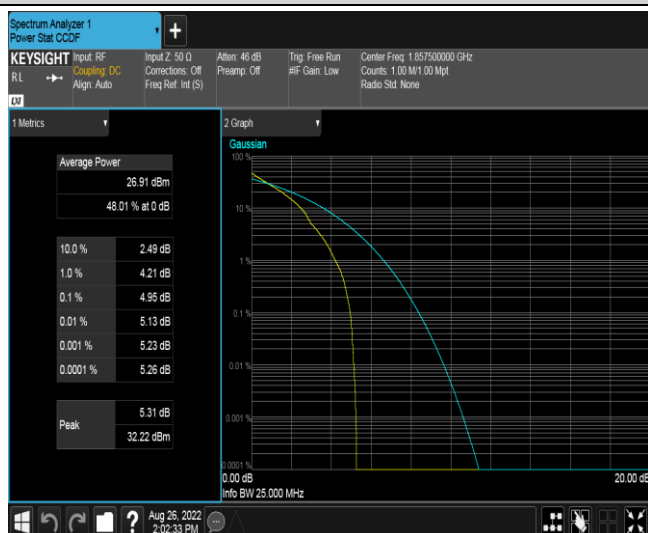 Spectrum Analyzer 1
Power Stat CCDF
+
KEYSIGHT
RL
LXI
Input: RF
Coupling: DC
Align: Auto
Input Z: 50 Ω
Corrections: Off
Freq Ref: Int (S)
Atten: 46 dB
Preamp: Off
Trig: Free Run
#IF Gain: Low
Center Freq: 1.857500000 GHz
Counts: 1.00 M/1.00 Mpt
Radio Std: None
1 Metrics
Average Power
26.91 dBm
48.01 % at 0 dB
10.0 % 2.49 dB
1.0 % 4.21 dB
0.1 % 4.95 dB
0.01 % 5.13 dB
0.001 % 5.23 dB
0.0001 % 5.26 dB
Peak
5.31 dB
32.22 dBm
2 Graph
Gaussian
100 %
10 %
1 %
0.1 %
0.01 %
0.001 %
0.0001 %
0.00 dB 20.00 dB
Info BW 25.000 MHz
?
Aug 26, 2022
2:02:33 PM